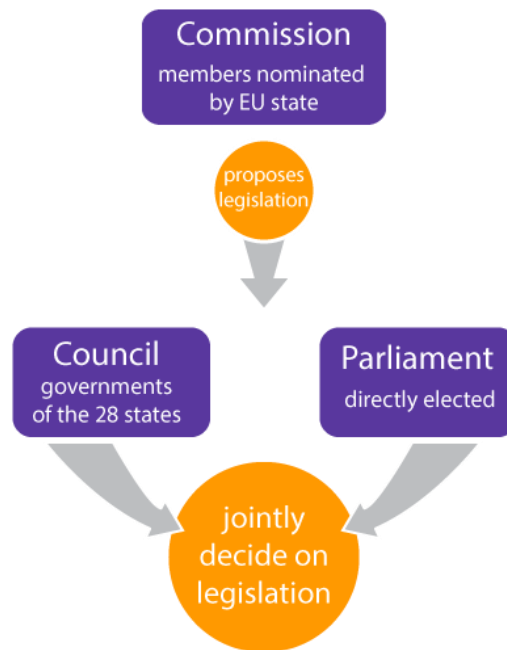 Commission
members nominated
by EU state
proposes
legislation
Council
governments
of the 28 states
Parliament
directly elected
jointly
decide on
legislation